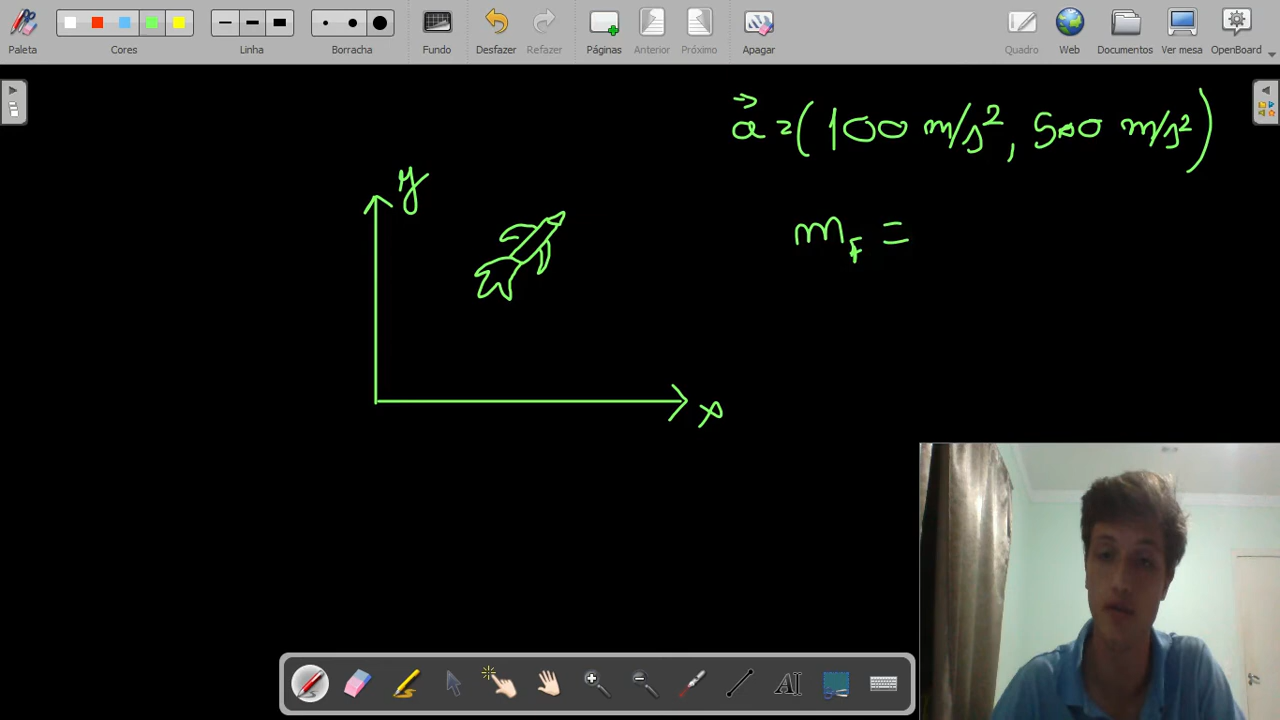 Paleta Cores Linha Borracha Fundo Desfazer Refazer Páginas Anterior Próximo Apagar Quadro Web Documentos Ver mesa OpenBoard
a⃗ = (100 m/s², 500 m/s²)
y
m_F =
x
AI